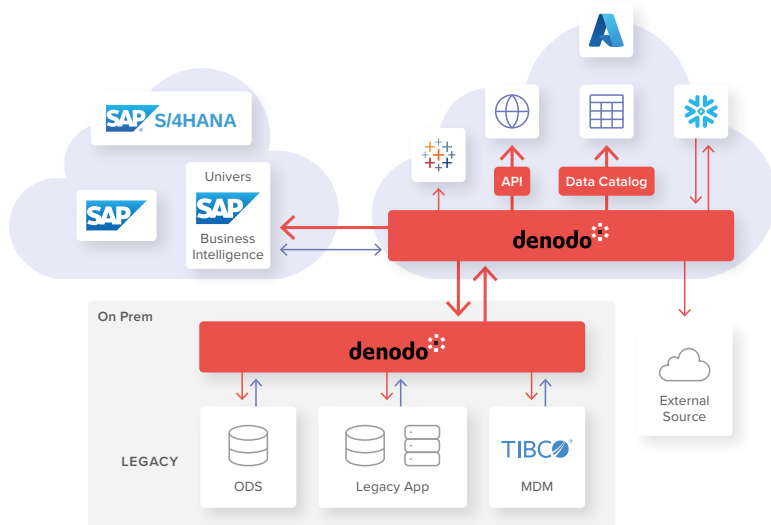 SAP S/4HANA
SAP
Univers
SAP
Business
Intelligence
API
Data Catalog
denodo
On Prem
denodo
External
Source
LEGACY
ODS
Legacy App
TIBCO®
MDM